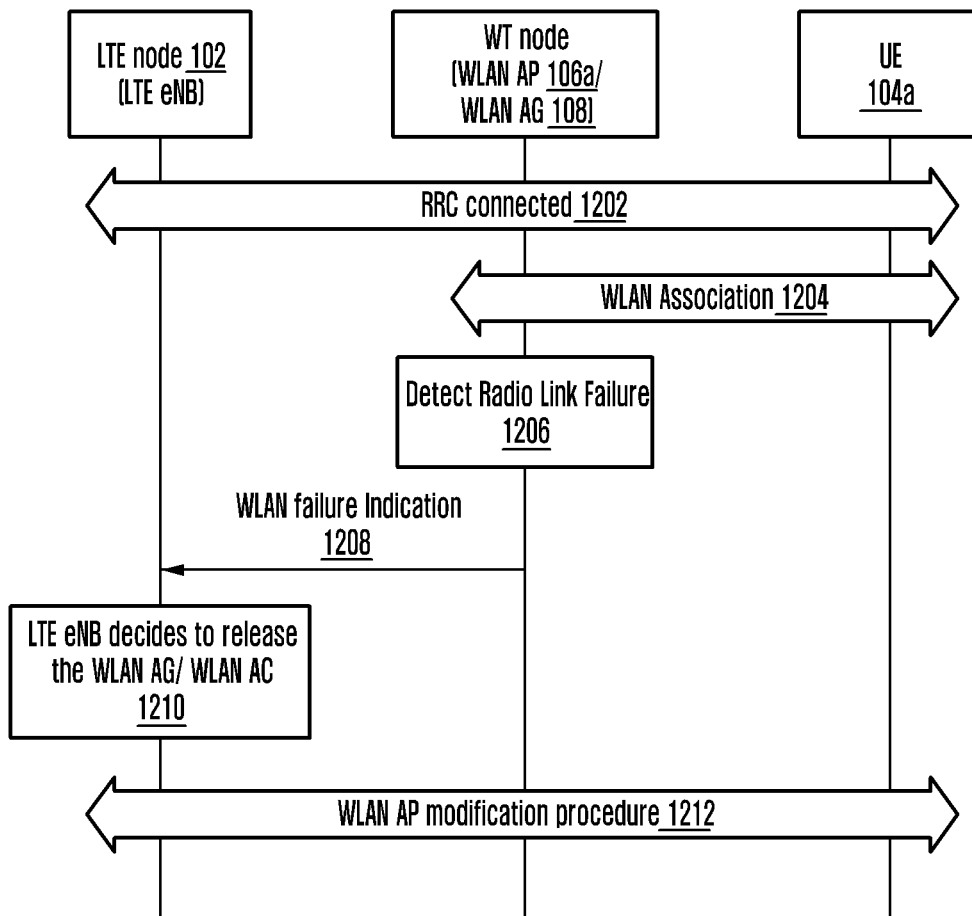 LTE node 102
(LTE eNB)
WT node
(WLAN AP 106a/
WLAN AG 108)
UE
104a
RRC connected 1202
WLAN Association 1204
Detect Radio Link Failure
1206
WLAN failure Indication
1208
LTE eNB decides to release
the WLAN AG/ WLAN AC
1210
WLAN AP modification procedure 1212